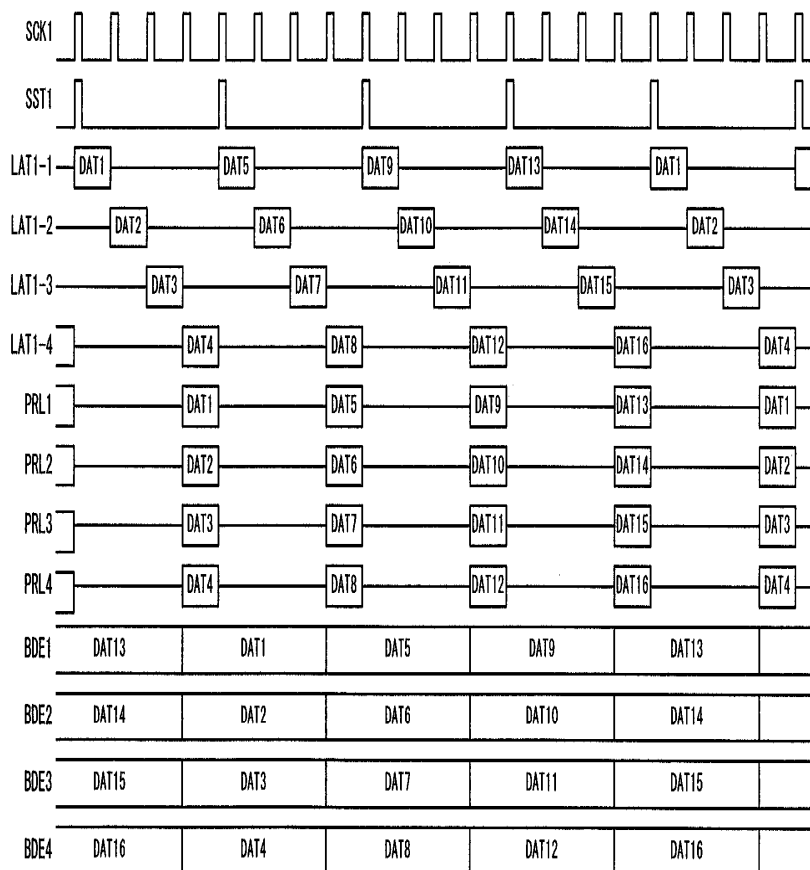 SCK1
SST1
LAT1-1 DAT1 DAT5 DAT9 DAT13 DAT1
LAT1-2 DAT2 DAT6 DAT10 DAT14 DAT2
LAT1-3 DAT3 DAT7 DAT11 DAT15 DAT3
LAT1-4 DAT4 DAT8 DAT12 DAT16 DAT4
PRL1 DAT1 DAT5 DAT9 DAT13 DAT1
PRL2 DAT2 DAT6 DAT10 DAT14 DAT2
PRL3 DAT3 DAT7 DAT11 DAT15 DAT3
PRL4 DAT4 DAT8 DAT12 DAT16 DAT4
BDE1 DAT13 DAT1 DAT5 DAT9 DAT13
BDE2 DAT14 DAT2 DAT6 DAT10 DAT14
BDE3 DAT15 DAT3 DAT7 DAT11 DAT15
BDE4 DAT16 DAT4 DAT8 DAT12 DAT16